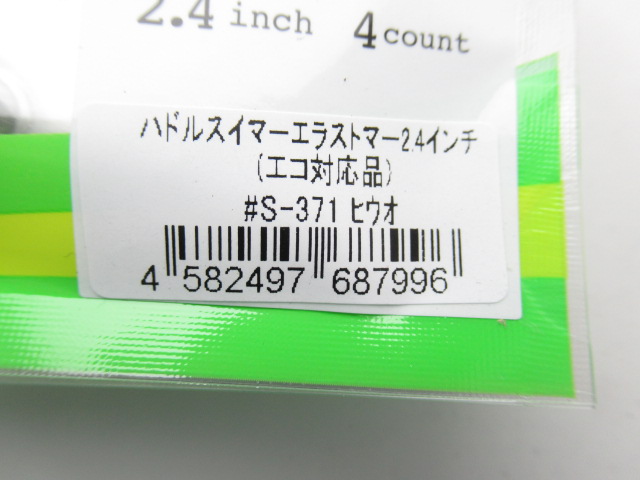 2.4 inch 4 count
ハドルスイマーエラストマー2.4インチ
(エコ対応品)
#S-371 ヒウオ
4 582497 687996